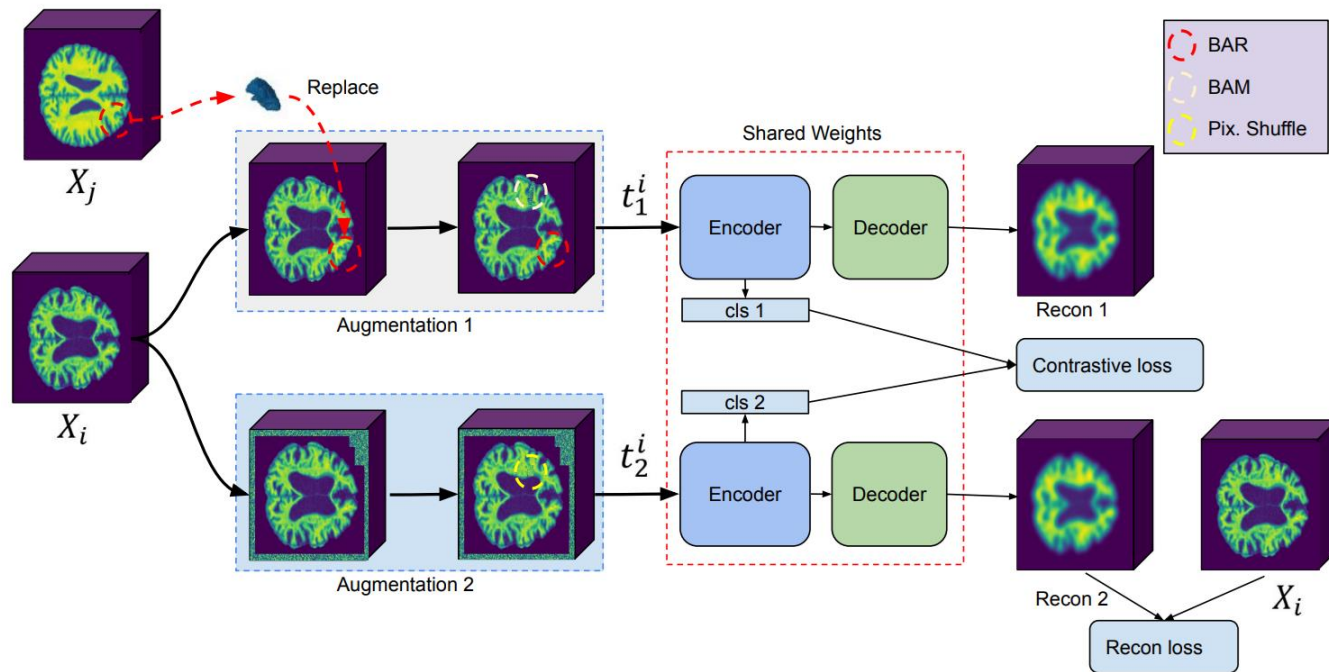 BAR
BAM
Pix. Shuffle
Replace
Shared Weights
$X_j$
$t_1^i$
Encoder
Decoder
cls 1
Augmentation 1
Recon 1
Contrastive loss
$X_i$
cls 2
$t_2^i$
Encoder
Decoder
Augmentation 2
Recon 2
$X_i$
Recon loss